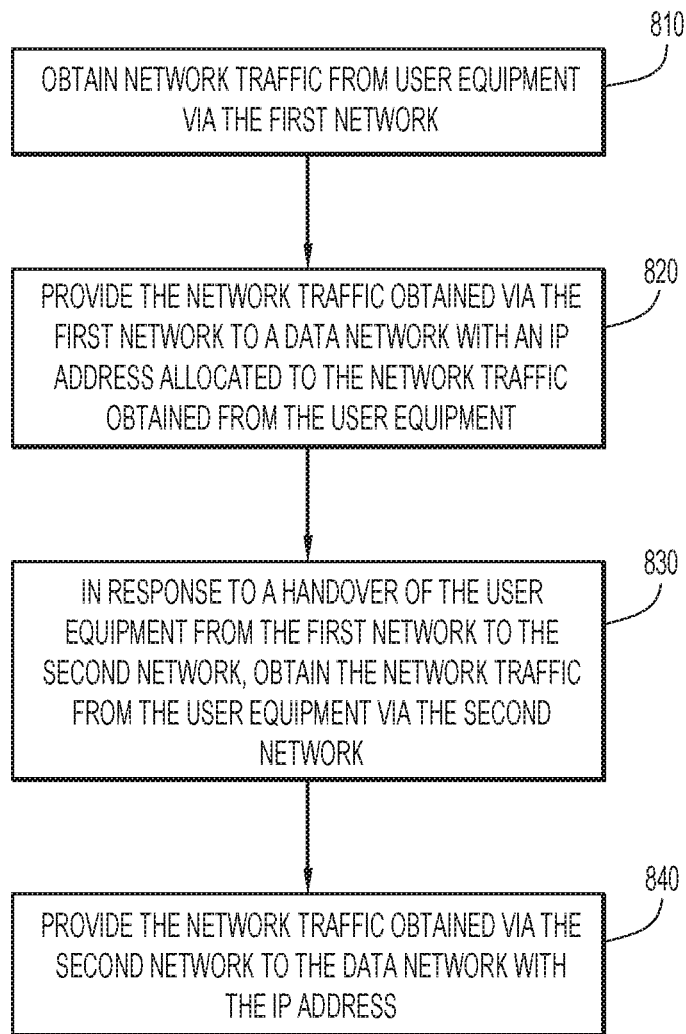 810
OBTAIN NETWORK TRAFFIC FROM USER EQUIPMENT
VIA THE FIRST NETWORK
820
PROVIDE THE NETWORK TRAFFIC OBTAINED VIA THE
FIRST NETWORK TO A DATA NETWORK WITH AN IP
ADDRESS ALLOCATED TO THE NETWORK TRAFFIC
OBTAINED FROM THE USER EQUIPMENT
830
IN RESPONSE TO A HANDOVER OF THE USER
EQUIPMENT FROM THE FIRST NETWORK TO THE
SECOND NETWORK, OBTAIN THE NETWORK TRAFFIC
FROM THE USER EQUIPMENT VIA THE SECOND
NETWORK
840
PROVIDE THE NETWORK TRAFFIC OBTAINED VIA THE
SECOND NETWORK TO THE DATA NETWORK WITH
THE IP ADDRESS